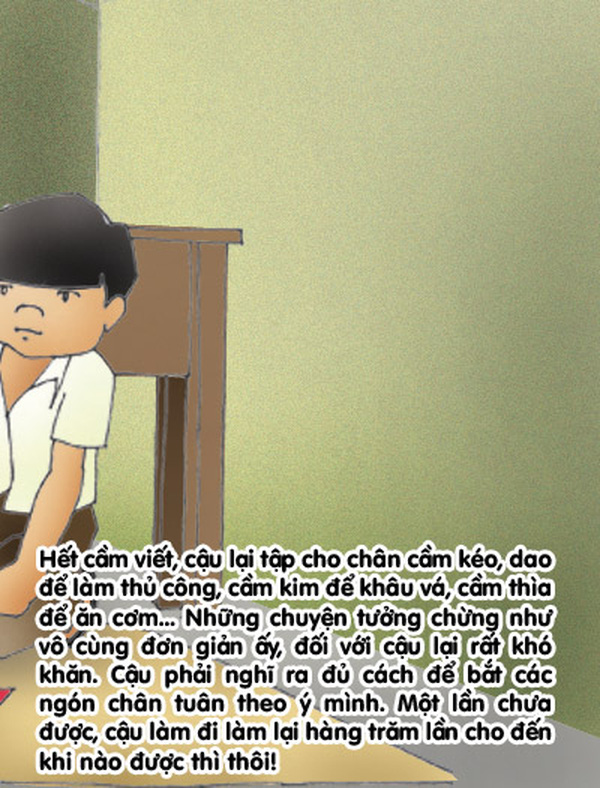 Hết cầm viết, cậu lại tập cho chân cầm kéo, dao
để làm thủ công, cầm kim để khâu vá, cầm thìa
để ăn cơm... Những chuyện tưởng chừng như
vô cùng đơn giản ấy, đối với cậu lại rất khó
khăn. Cậu phải nghĩ ra đủ cách để bắt các
ngón chân tuân theo ý mình. Một lần chưa
được, cậu làm đi làm lại hàng trăm lần cho đến
khi nào được thì thôi!